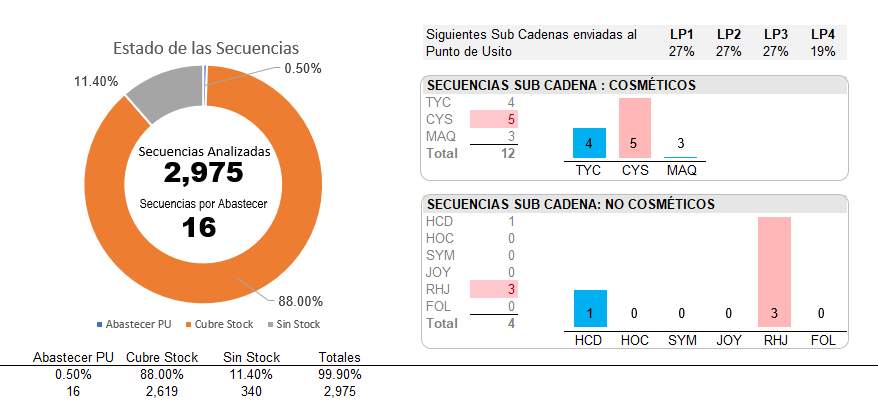 Estado de las Secuencias
0.50%
11.40%
Secuencias Analizadas
2,975
Secuencias por Abastecer
16
88.00%
Abastecer PU Cubre Stock Sin Stock
Abastecer PU Cubre Stock Sin Stock Totales
0.50% 88.00% 11.40% 99.90%
16 2,619 340 2,975
Siguientes Sub Cadenas enviadas al LP1 LP2 LP3 LP4
Punto de Usito 27% 27% 27% 19%
SECUENCIAS SUB CADENA : COSMÉTICOS
TYC 4
CYS 5
MAQ 3
Total 12
4 5 3
TYC CYS MAQ
SECUENCIAS SUB CADENA: NO COSMÉTICOS
HCD 1
HOC 0
SYM 0
JOY 0
RHJ 3
FOL 0
Total 4
1 0 0 0 3 0
HCD HOC SYM JOY RHJ FOL